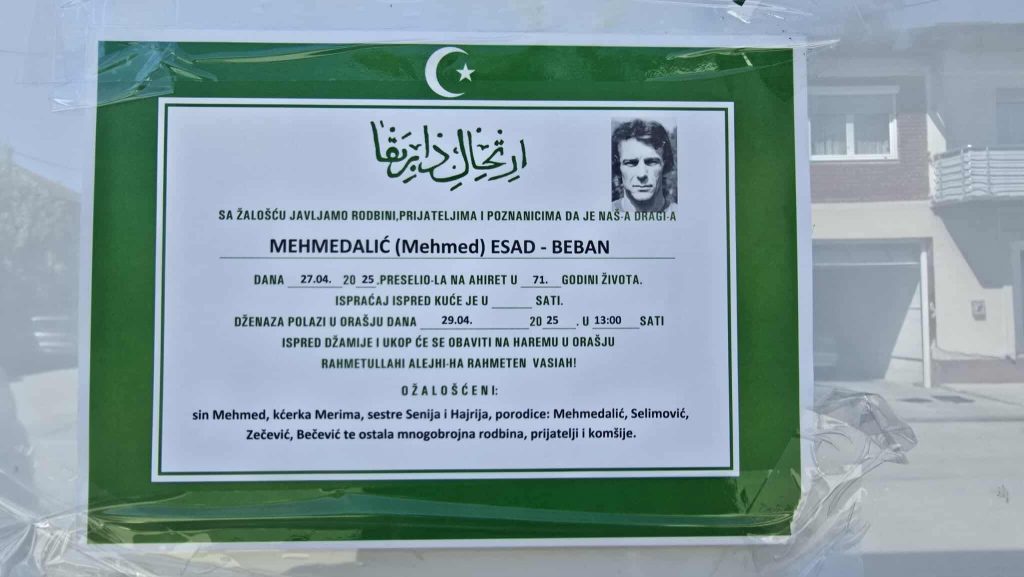 ارتحال دار بقا
SA ŽALOŠĆU JAVLJAMO RODBINI,PRIJATELJIMA I POZNANICIMA DA JE NAŠ-A DRAGI-A
MEHMEDALIĆ (Mehmed) ESAD - BEBAN
DANA 27.04. 20 25 .PRESELIO-LA NA AHIRET U 71. GODINI ŽIVOTA.
ISPRAĆAJ ISPRED KUĆE JE U ______ SATI.
DŽENAZA POLAZI U ORAŠJU DANA 29.04. 20 25 . U 13:00 SATI
ISPRED DŽAMIJE I UKOP ĆE SE OBAVITI NA HAREMU U ORAŠJU
RAHMETULLAHI ALEJHI-HA RAHMETEN VASIAH!
OŽALOŠĆENI:
sin Mehmed, kćerka Merima, sestre Senija i Hajrija, porodice: Mehmedalić, Selimović,
Zečević, Bečević te ostala mnogobrojna rodbina, prijatelji i komšije.